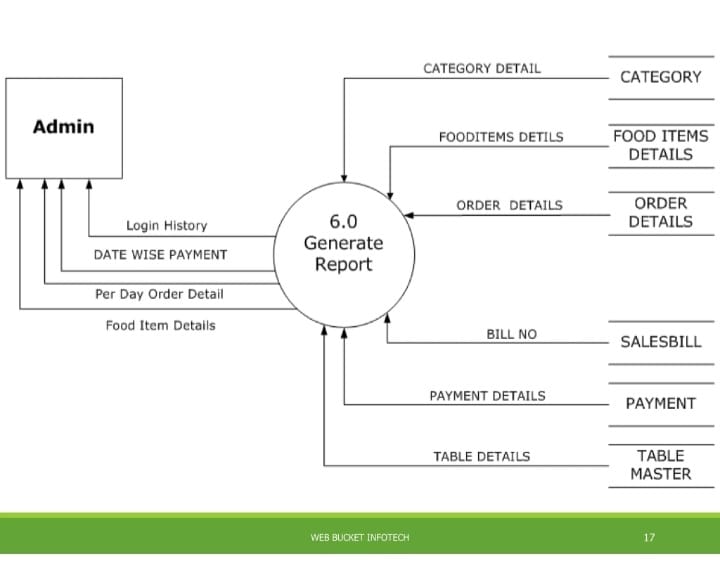 CATEGORY DETAIL
CATEGORY
Admin
FOODITEMS DETILS
FOOD ITEMS
DETAILS
ORDER DETAILS
ORDER
DETAILS
Login History
6.0
Generate
Report
DATE WISE PAYMENT
Per Day Order Detail
Food Item Details
BILL NO
SALESBILL
PAYMENT DETAILS
PAYMENT
TABLE DETAILS
TABLE
MASTER
WEB BUCKET INFOTECH
17